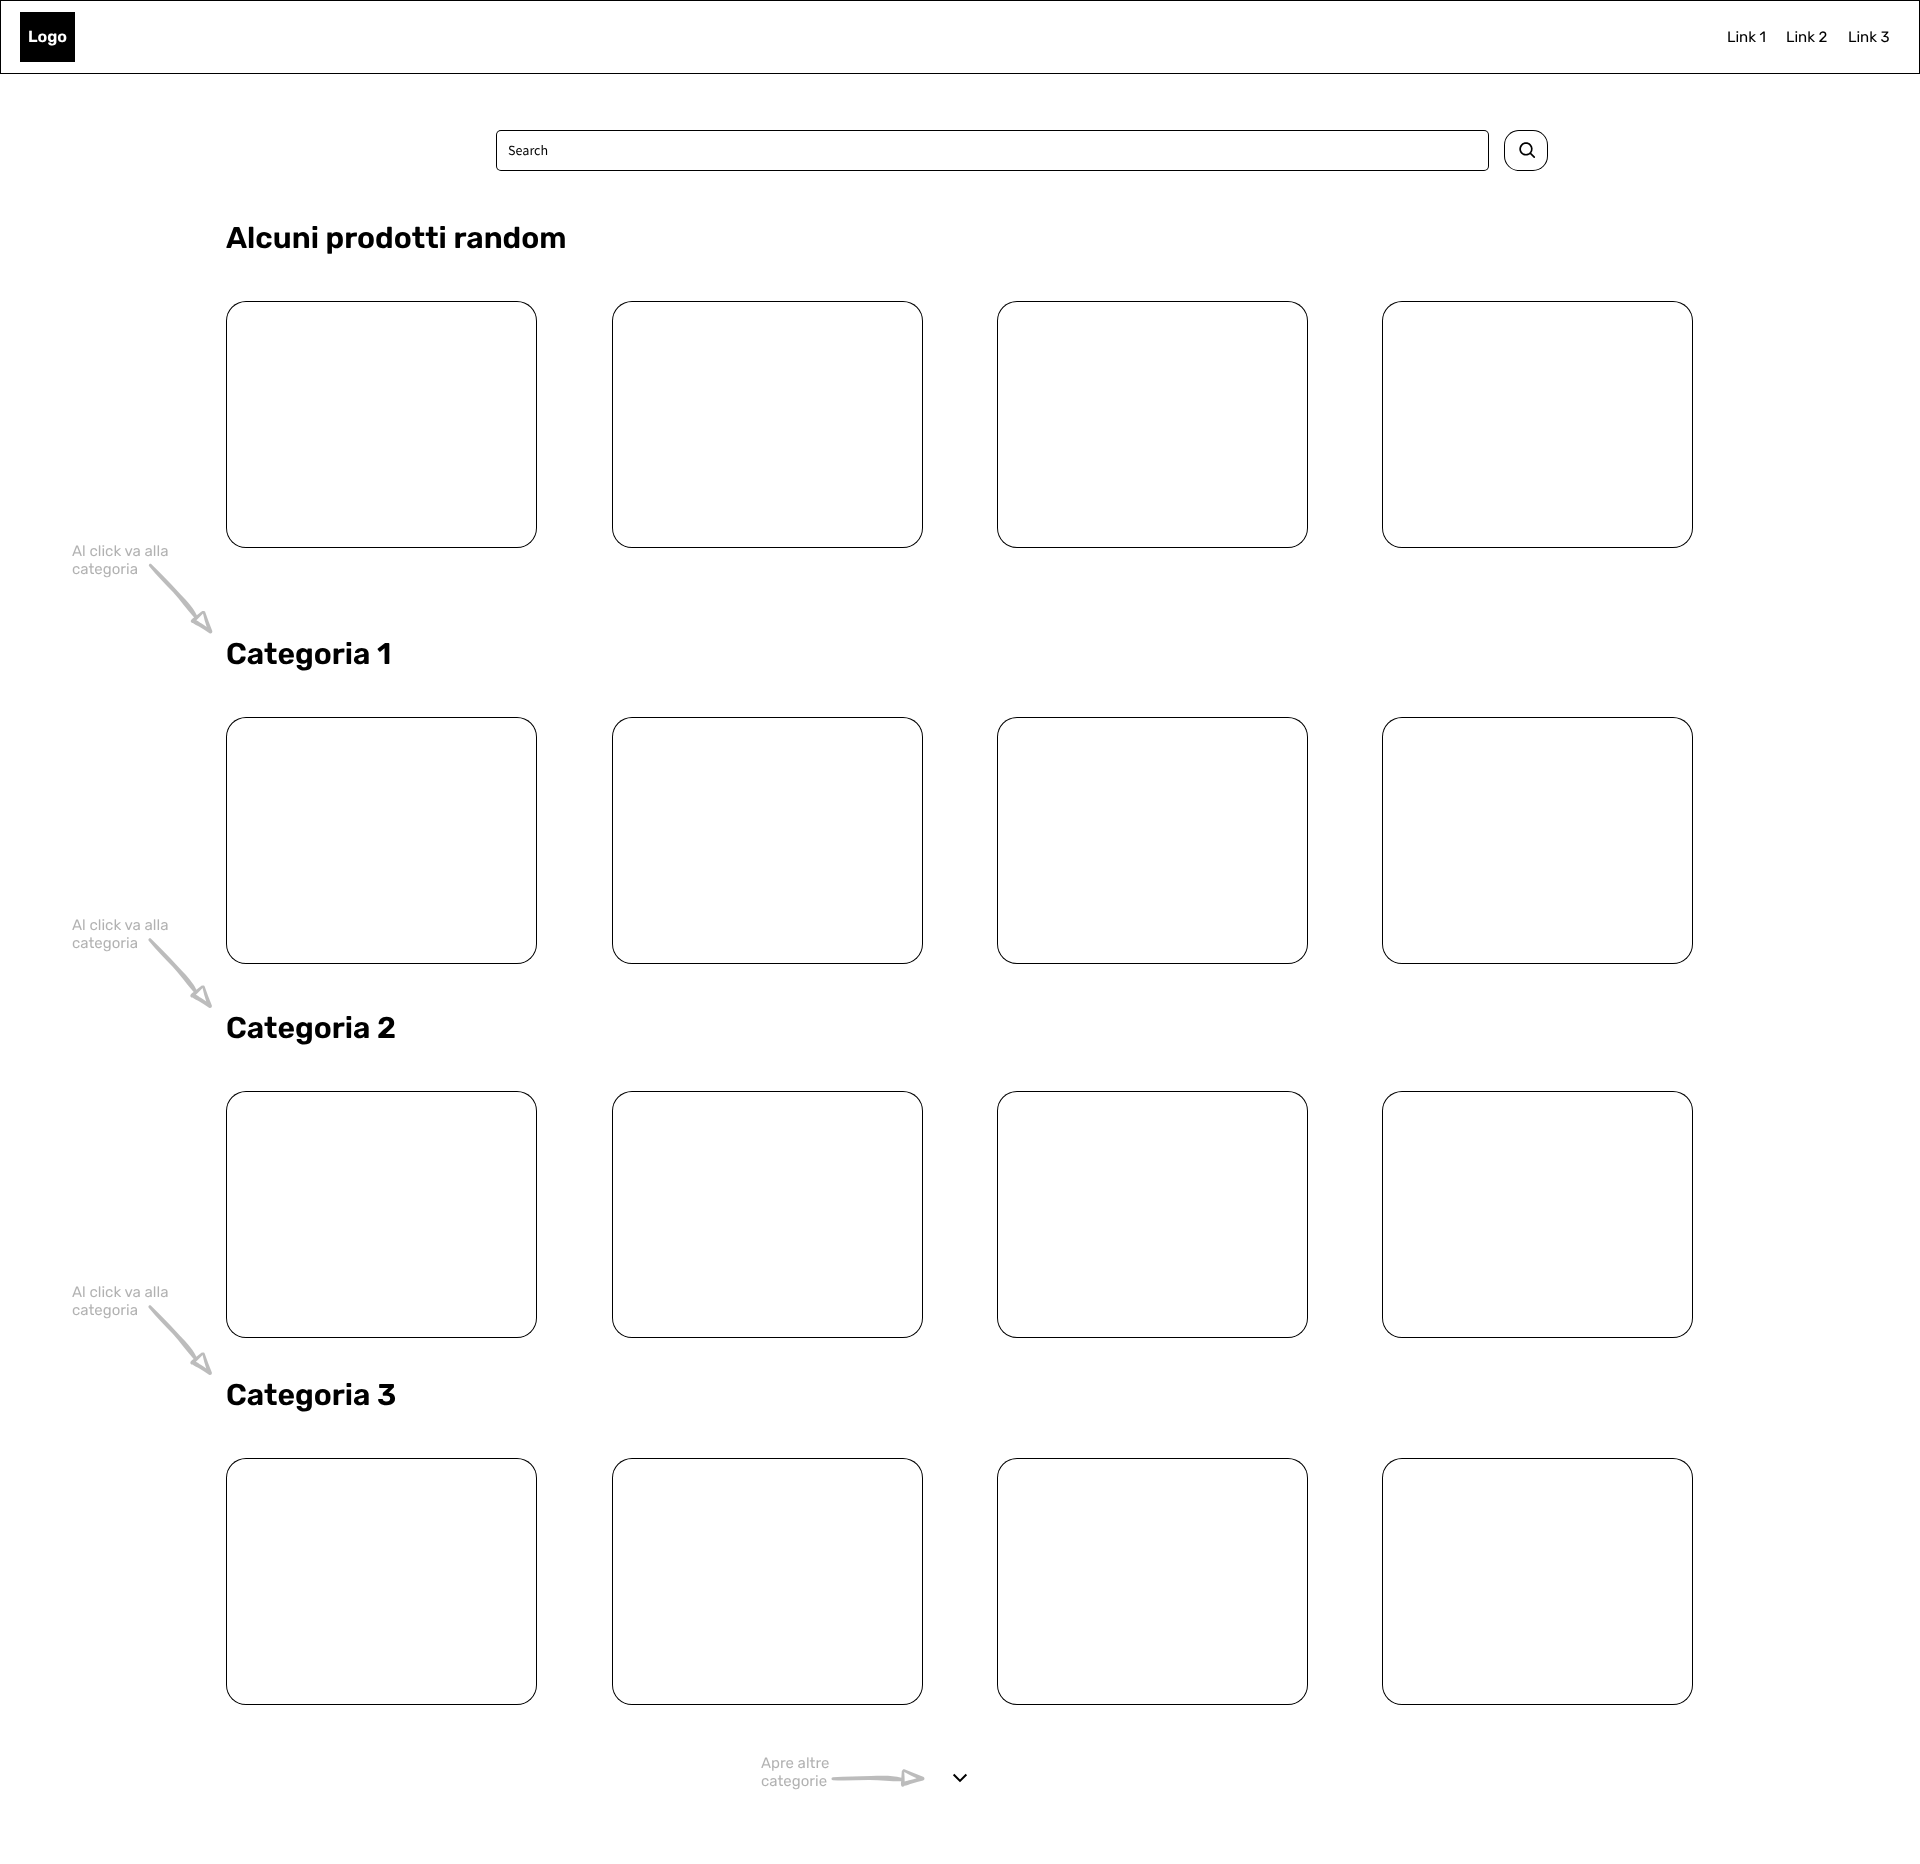 Logo
Link 1
Link 2
Link 3
Search
Alcuni prodotti random
Al click va alla
categoria
Categoria 1
Al click va alla
categoria
Categoria 2
Al click va alla
categoria
Categoria 3
Apre altre
categorie